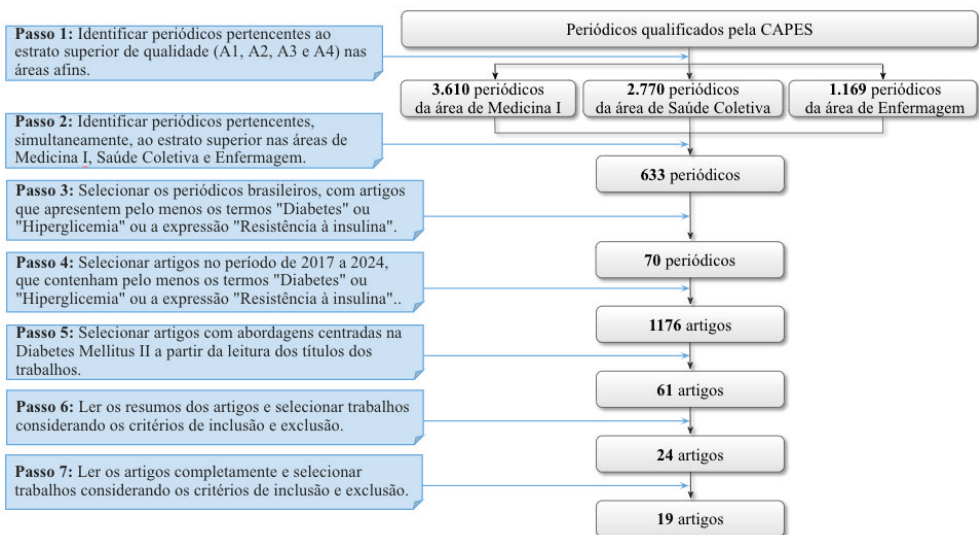 Passo 1: Identificar periódicos pertencentes ao
estrato superior de qualidade (A1, A2, A3 e A4) nas
áreas afins.
Periódicos qualificados pela CAPES
3.610 periódicos
da área de Medicina I
2.770 periódicos
da área de Saúde Coletiva
1.169 periódicos
da área de Enfermagem
Passo 2: Identificar periódicos pertencentes,
simultaneamente, ao estrato superior nas áreas de
Medicina I, Saúde Coletiva e Enfermagem.
633 periódicos
Passo 3: Selecionar os periódicos brasileiros, com artigos
que apresentem pelo menos os termos "Diabetes" ou
"Hiperglicemia" ou a expressão "Resistência à insulina".
70 periódicos
Passo 4: Selecionar artigos no período de 2017 a 2024,
que contenham pelo menos os termos "Diabetes" ou
"Hiperglicemia" ou a expressão "Resistência à insulina"..
1176 artigos
Passo 5: Selecionar artigos com abordagens centradas na
Diabetes Mellitus II a partir da leitura dos títulos dos
trabalhos.
61 artigos
Passo 6: Ler os resumos dos artigos e selecionar trabalhos
considerando os critérios de inclusão e exclusão.
24 artigos
Passo 7: Ler os artigos completamente e selecionar
trabalhos considerando os critérios de inclusão e exclusão.
19 artigos